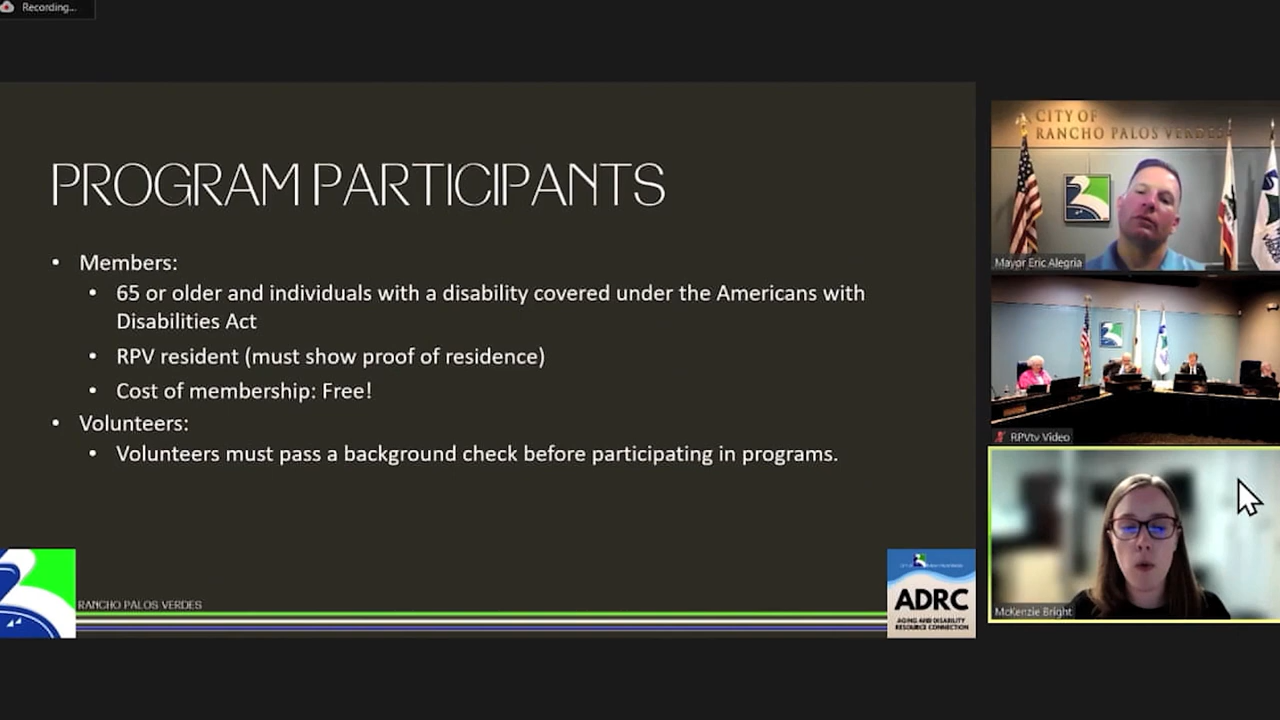 Recording...
PROGRAM PARTICIPANTS
• Members:
• 65 or older and individuals with a disability covered under the Americans with
Disabilities Act
• RPV resident (must show proof of residence)
• Cost of membership: Free!
• Volunteers:
• Volunteers must pass a background check before participating in programs.
RANCHO PALOS VERDES
ADRC
AGING AND DISABILITY
RESOURCE CONNECTION
CITY OF
RANCHO PALOS VERDES
Mayor Eric Alegria
RPVtv Video
McKenzie Bright